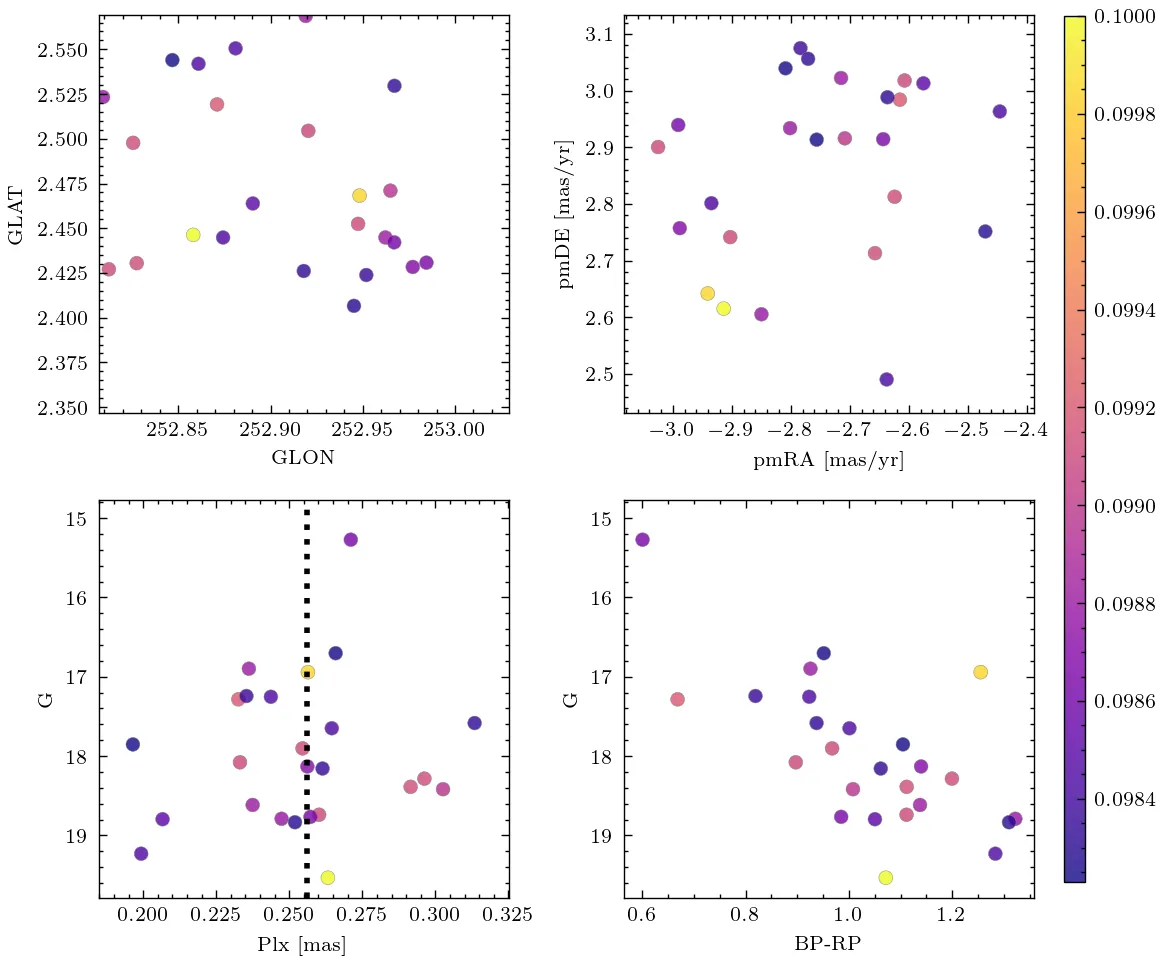 2.550
2.525
2.500
2.475
2.450
2.425
2.400
2.375
2.350
GLAT
252.85 252.90 252.95 253.00
GLON
3.1
3.0
2.9
2.8
2.7
2.6
2.5
pmDE [mas/yr]
−3.0 −2.9 −2.8 −2.7 −2.6 −2.5 −2.4
pmRA [mas/yr]
15
16
17
18
19
G
0.200 0.225 0.250 0.275 0.300 0.325
Plx [mas]
15
16
17
18
19
G
0.6 0.8 1.0 1.2
BP-RP
0.1000
0.0998
0.0996
0.0994
0.0992
0.0990
0.0988
0.0986
0.0984